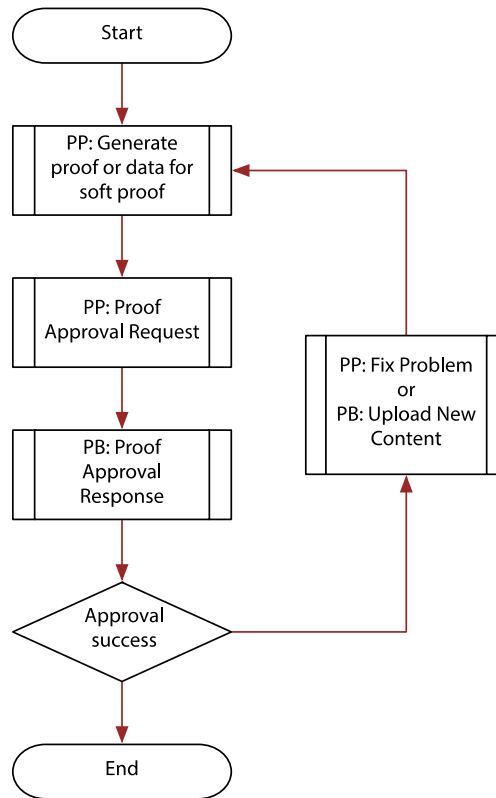 Start
PP: Generate
proof or data for
soft proof
PP: Proof
Approval Request
PB: Proof
Approval
Response
Approval
success
End
PP: Fix Problem
or
PB: Upload New
Content